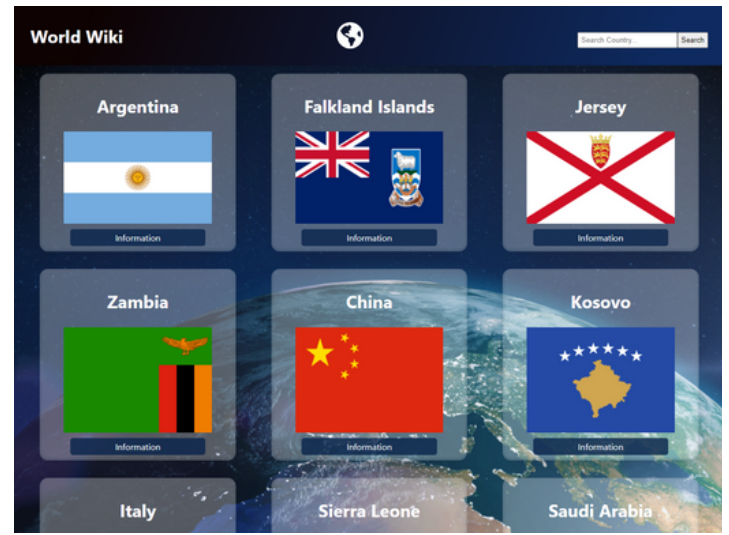 World Wiki
Search Country...
Search
Argentina
Falkland Islands
Jersey
Information
Information
Information
Zambia
China
Kosovo
Information
Information
Information
Italy
Sierra Leone
Saudi Arabia